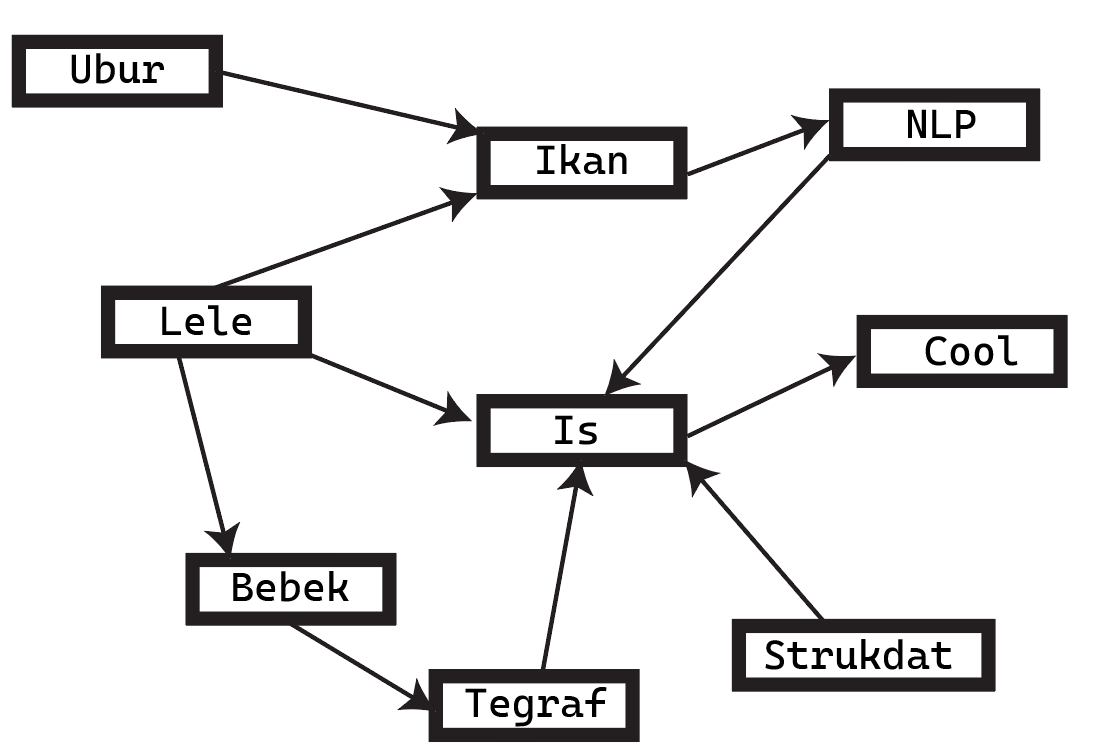 Ubur
NLP
Ikan
Lele
Cool
Is
Bebek
Strukdat
Tegraf